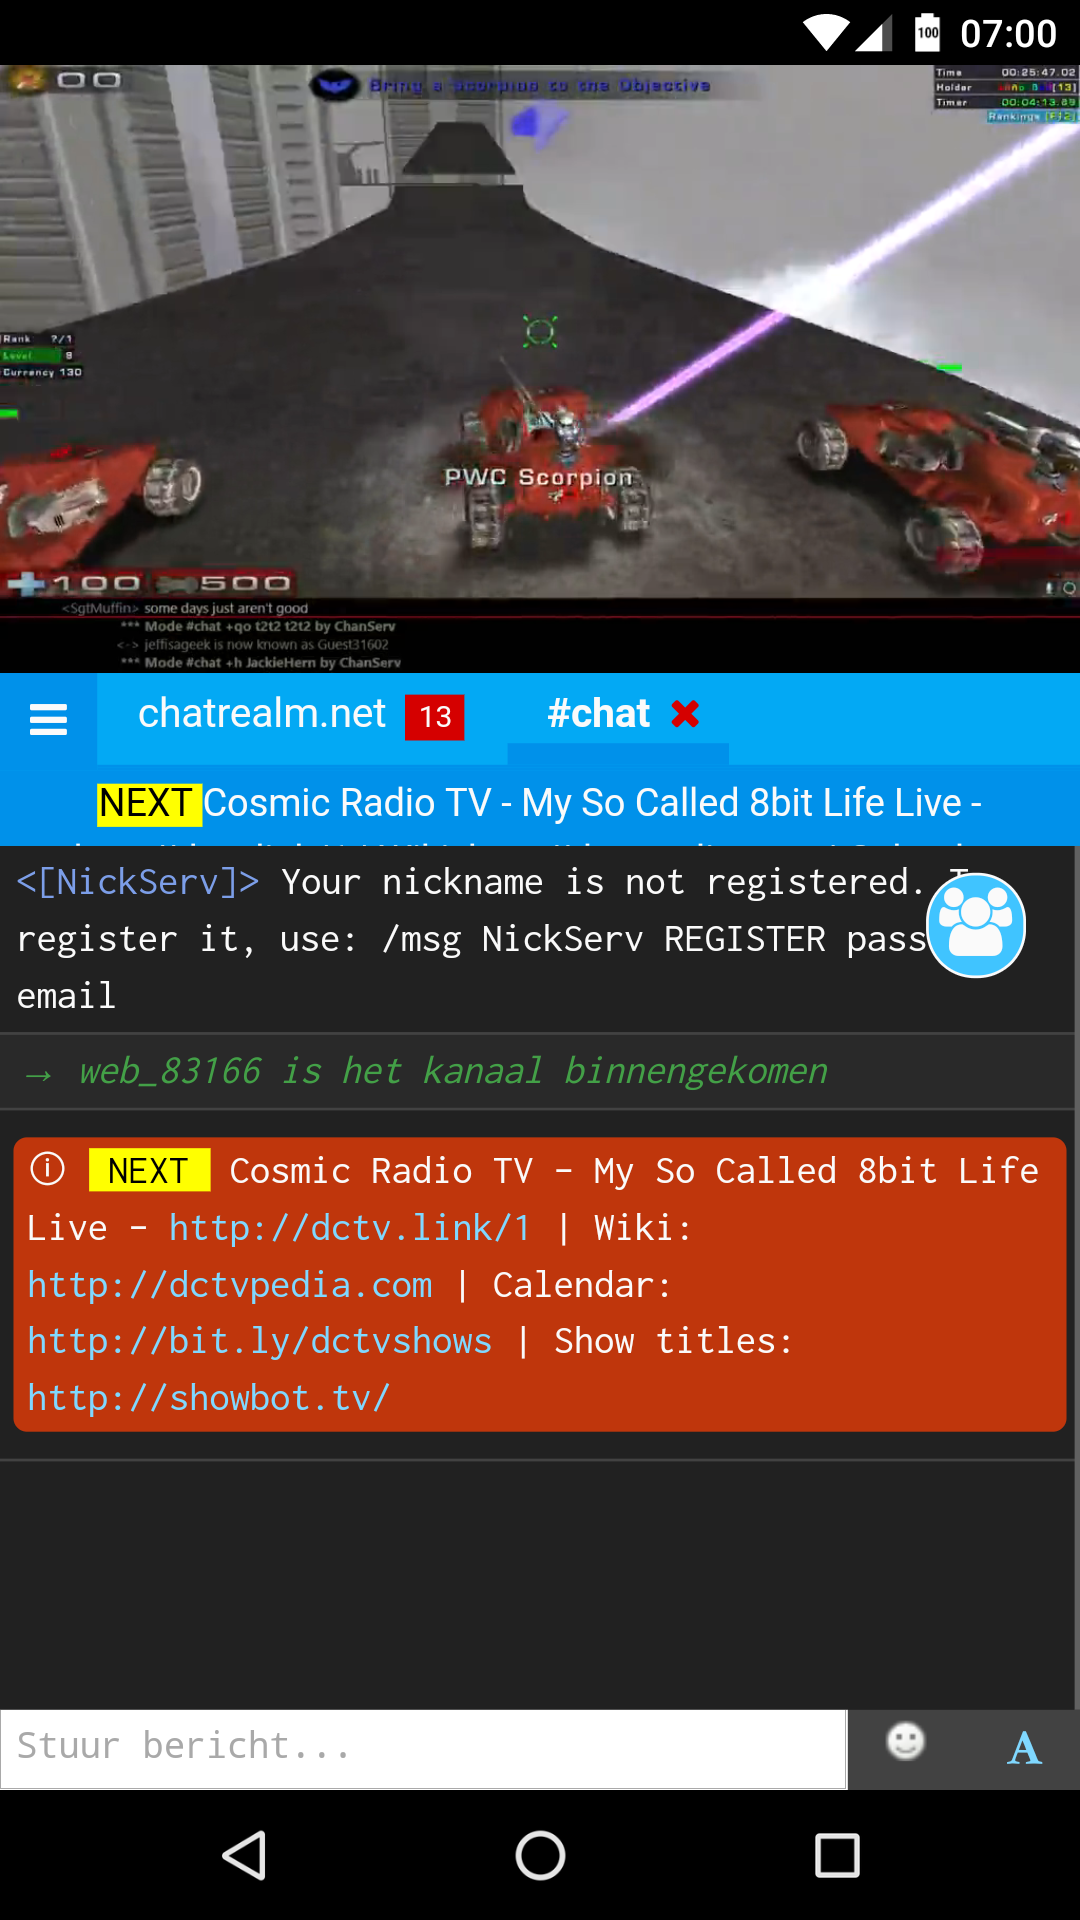 100 07:00
00
Bring a Scorpion to the Objective
Time 00:25:47.02
Holder [13]
Timer 00:04:13.89
Rankings [F12]
Rank ?/1
Level 9
Currency 130
PWC Scorpion
100 500
<SgtMuffin> some days just aren't good
*** Mode #chat +qo t2t2 t2t2 by ChanServ
<-> jeffisageek is now known as Guest31602
*** Mode #chat +h JackieHern by ChanServ
chatrealm.net 13 #chat
NEXT Cosmic Radio TV - My So Called 8bit Life Live -
<[NickServ]> Your nickname is not registered.
register it, use: /msg NickServ REGISTER pass
email
→ web_83166 is het kanaal binnengekomen
NEXT Cosmic Radio TV - My So Called 8bit Life
Live - http://dctv.link/1 | Wiki:
http://dctvpedia.com | Calendar:
http://bit.ly/dctvshows | Show titles:
http://showbot.tv/
Stuur bericht...
A